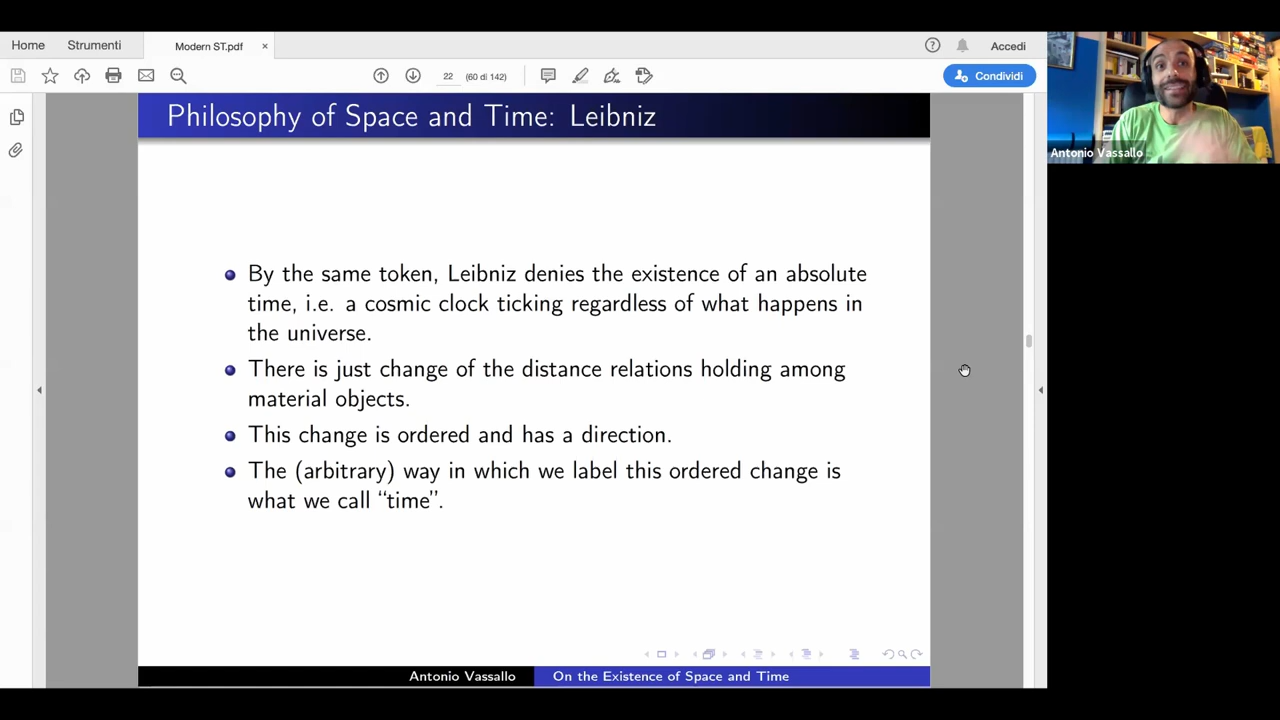 Home Strumenti Modern ST.pdf × Accedi
22 (60 di 142) Condividi
Philosophy of Space and Time: Leibniz
Antonio Vassallo
By the same token, Leibniz denies the existence of an absolute
time, i.e. a cosmic clock ticking regardless of what happens in
the universe.
There is just change of the distance relations holding among
material objects.
This change is ordered and has a direction.
The (arbitrary) way in which we label this ordered change is
what we call “time”.
Antonio Vassallo On the Existence of Space and Time